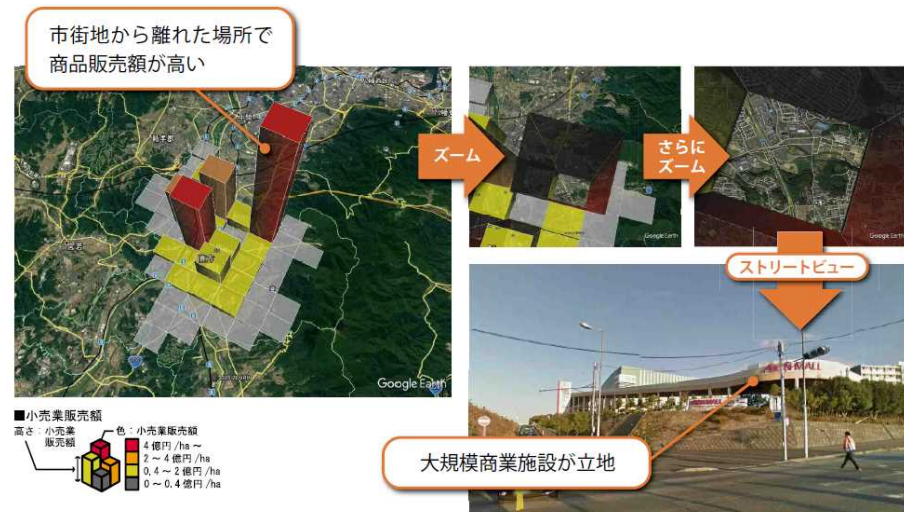 市街地から離れた場所で
商品販売額が高い
Google Earth
ズーム
Google Earth
さらに
ズーム
Google Earth
ストリートビュー
AEON MALL
大規模商業施設が立地
■小売業販売額
高さ：小売業
販売額
色：小売業販売額
4 億円 /ha ～
2 ～ 4 億円 /ha
0.4 ～ 2 億円 /ha
0 ～ 0.4 億円 /ha